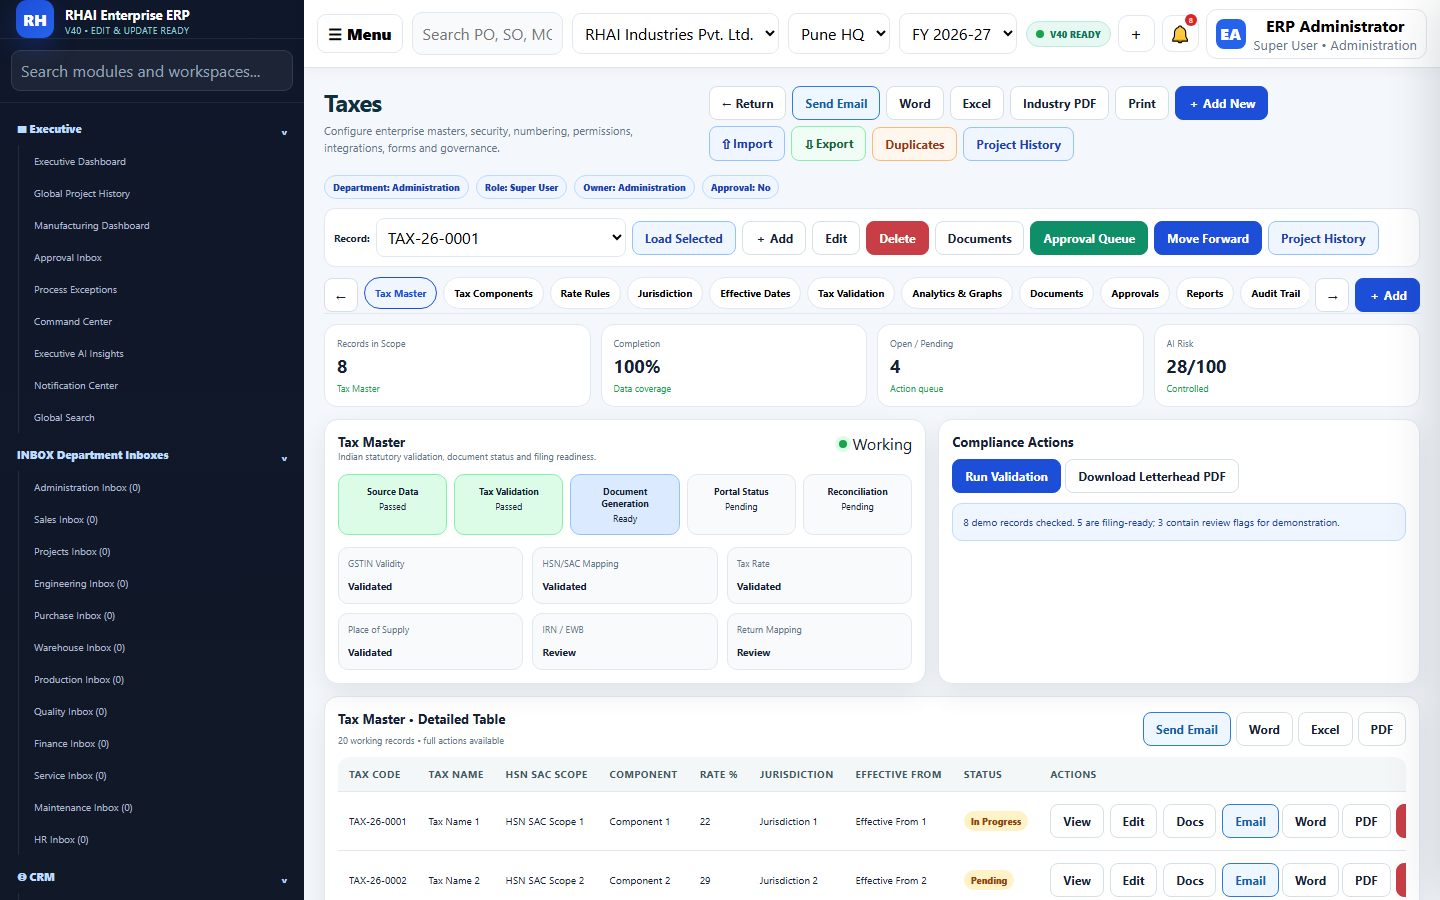 RH
RHAI Enterprise ERP
V40 • EDIT & UPDATE READY
Search modules and workspaces...
Executive
Executive Dashboard
Global Project History
Manufacturing Dashboard
Approval Inbox
Process Exceptions
Command Center
Executive AI Insights
Notification Center
Global Search
INBOX Department Inboxes
Administration Inbox (0)
Sales Inbox (0)
Projects Inbox (0)
Engineering Inbox (0)
Purchase Inbox (0)
Warehouse Inbox (0)
Production Inbox (0)
Quality Inbox (0)
Finance Inbox (0)
Service Inbox (0)
Maintenance Inbox (0)
HR Inbox (0)
CRM
☰ Menu
Search PO, SO, MO
RHAI Industries Pvt. Ltd.
Pune HQ
FY 2026-27
V40 READY
+
8
EA
ERP Administrator
Super User • Administration
Taxes
Configure enterprise masters, security, numbering, permissions, integrations, forms and governance.
← Return
Send Email
Word
Excel
Industry PDF
Print
+ Add New
⇧ Import
⇩ Export
Duplicates
Project History
Department: Administration
Role: Super User
Owner: Administration
Approval: No
Record:
TAX-26-0001
Load Selected
+ Add
Edit
Delete
Documents
Approval Queue
Move Forward
Project History
←
Tax Master
Tax Components
Rate Rules
Jurisdiction
Effective Dates
Tax Validation
Analytics & Graphs
Documents
Approvals
Reports
Audit Trail
→
+ Add
Records in Scope
8
Tax Master
Completion
100%
Data coverage
Open / Pending
4
Action queue
AI Risk
28/100
Controlled
Tax Master
Indian statutory validation, document status and filing readiness.
Working
Source Data
Passed
Tax Validation
Passed
Document Generation
Ready
Portal Status
Pending
Reconciliation
Pending
GSTIN Validity
Validated
HSN/SAC Mapping
Validated
Tax Rate
Validated
Place of Supply
Validated
IRN / EWB
Review
Return Mapping
Review
Compliance Actions
Run Validation
Download Letterhead PDF
8 demo records checked. 5 are filing-ready; 3 contain review flags for demonstration.
Tax Master • Detailed Table
20 working records • full actions available
Send Email
Word
Excel
PDF
TAX CODE TAX NAME HSN SAC SCOPE COMPONENT RATE % JURISDICTION EFFECTIVE FROM STATUS ACTIONS
TAX-26-0001 Tax Name 1 HSN SAC Scope 1 Component 1 22 Jurisdiction 1 Effective From 1 In Progress View Edit Docs Email Word PDF
TAX-26-0002 Tax Name 2 HSN SAC Scope 2 Component 2 29 Jurisdiction 2 Effective From 2 Pending View Edit Docs Email Word PDF